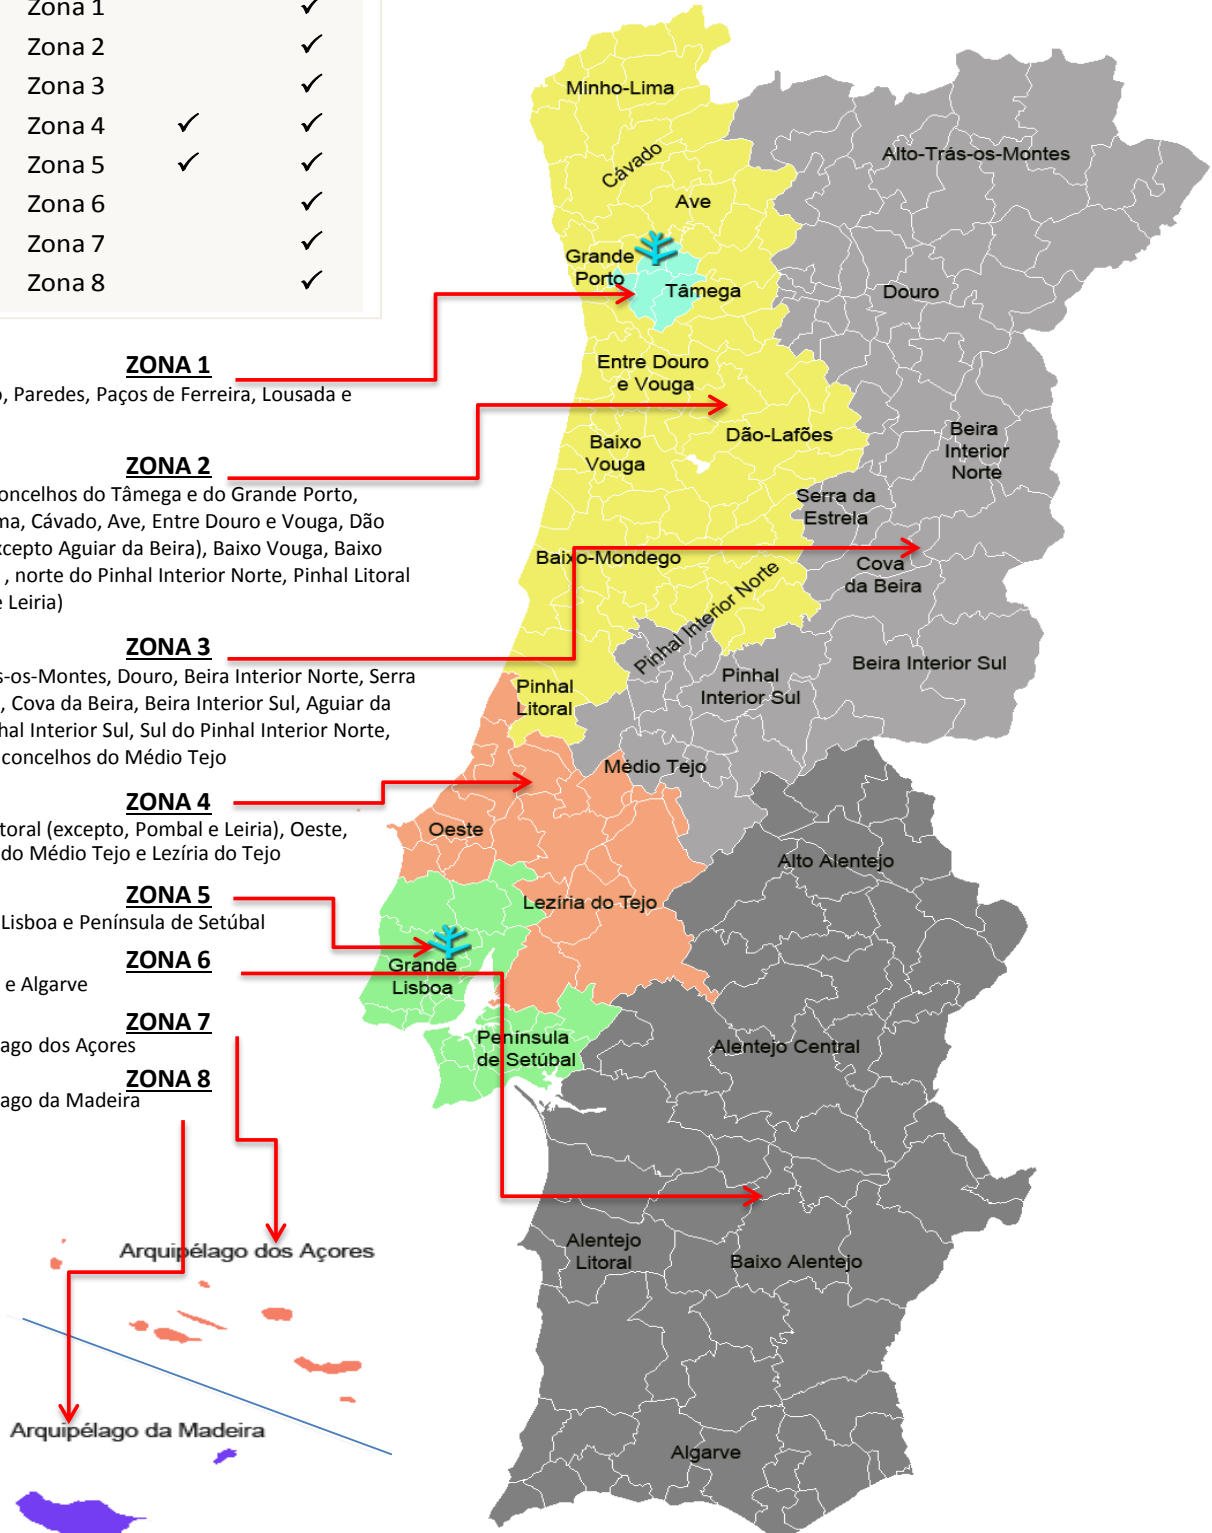 Zona 1 ✓
Zona 2 ✓
Zona 3 ✓
Zona 4 ✓ ✓
Zona 5 ✓ ✓
Zona 6 ✓
Zona 7 ✓
Zona 8 ✓
ZONA 1
, Paredes, Paços de Ferreira, Lousada e
ZONA 2
oncelhos do Tâmega e do Grande Porto,
ma, Cávado, Ave, Entre Douro e Vouga, Dão
xcepto Aguiar da Beira), Baixo Vouga, Baixo
, norte do Pinhal Interior Norte, Pinhal Litoral
e Leiria)
ZONA 3
s-os-Montes, Douro, Beira Interior Norte, Serra
, Cova da Beira, Beira Interior Sul, Aguiar da
hal Interior Sul, Sul do Pinhal Interior Norte,
concelhos do Médio Tejo
ZONA 4
toral (excepto, Pombal e Leiria), Oeste,
do Médio Tejo e Lezíria do Tejo
ZONA 5
Lisboa e Península de Setúbal
ZONA 6
e Algarve
ZONA 7
ago dos Açores
ZONA 8
ago da Madeira
Arquipélago dos Açores
Arquipélago da Madeira
Minho-Lima
Alto-Trás-os-Montes
Cávado
Ave
Grande
Porto
Tâmega
Douro
Entre Douro
e Vouga
Dão-Lafões
Baixo
Vouga
Beira
Interior
Norte
Serra da
Estrela
Baixo-Mondego
Cova
da Beira
Pinhal Interior Norte
Beira Interior Sul
Pinhal
Interior Sul
Pinhal
Litoral
Médio Tejo
Oeste
Alto Alentejo
Lezíria do Tejo
Grande
Lisboa
Península
de Setúbal
Alentejo Central
Alentejo
Litoral
Baixo Alentejo
Algarve